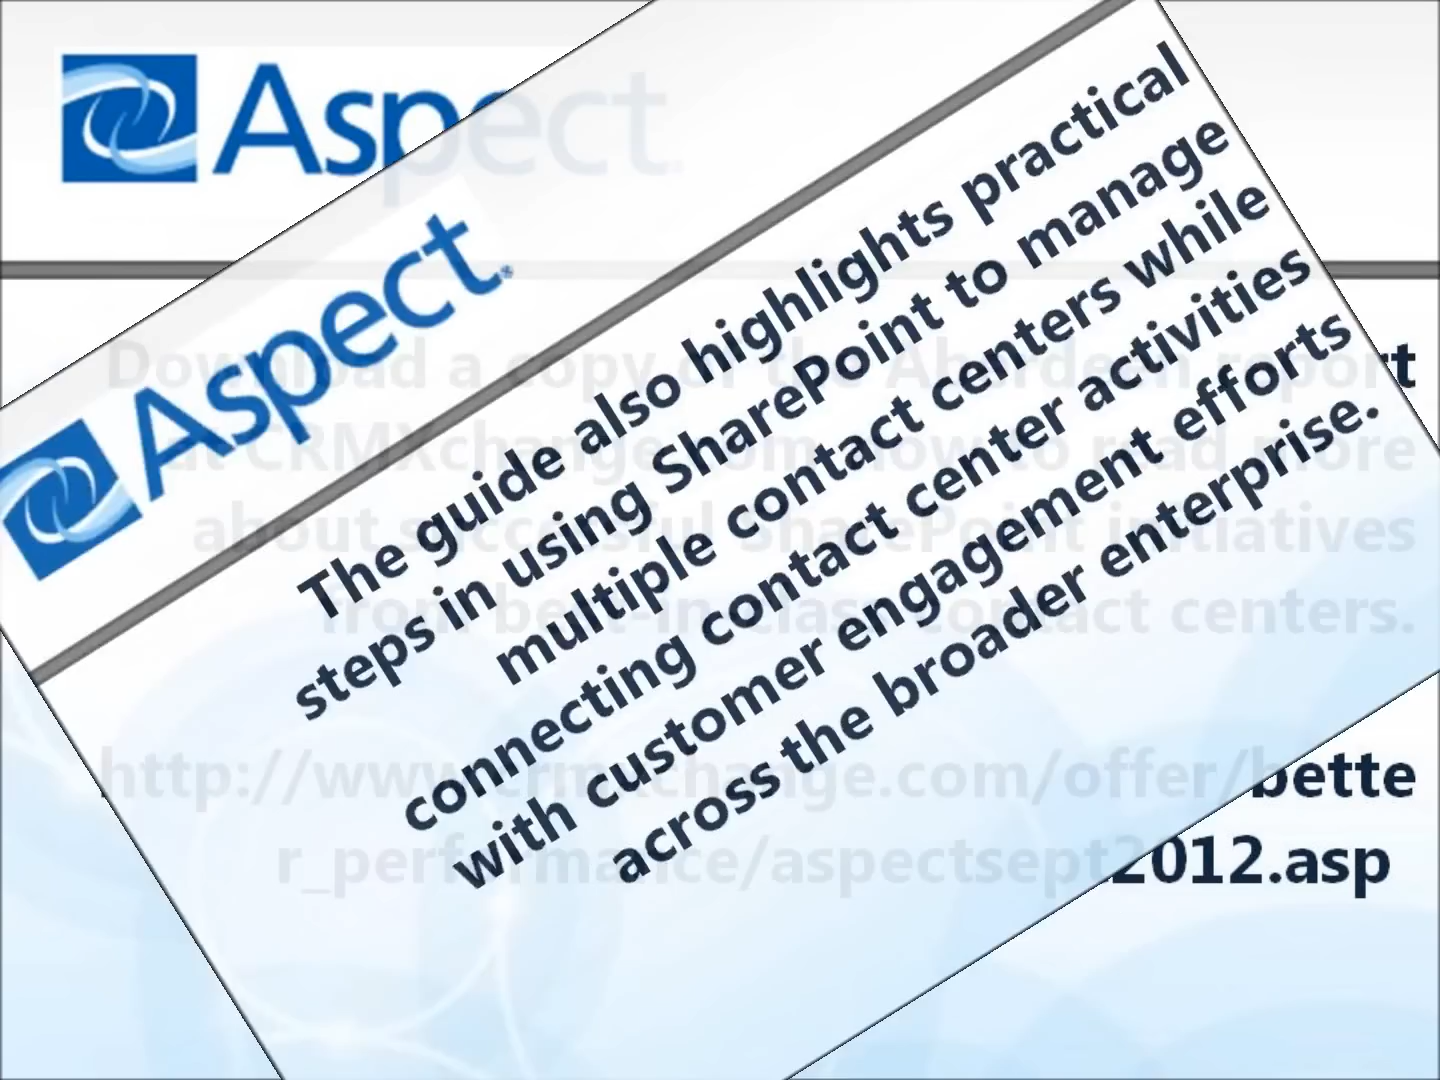 Aspect
Aspect
The guide also highlights practical
steps in using SharePoint to manage
multiple contact centers while
connecting contact center activities
with customer engagement efforts
across the broader enterprise.
Download a copy of the Aberdeen report
at CRMXchange.com now to read more
about successful SharePoint initiatives
from best-in-class contact centers.
http://www.crmxchange.com/offer/bette
r_performance/aspectsept2012.asp